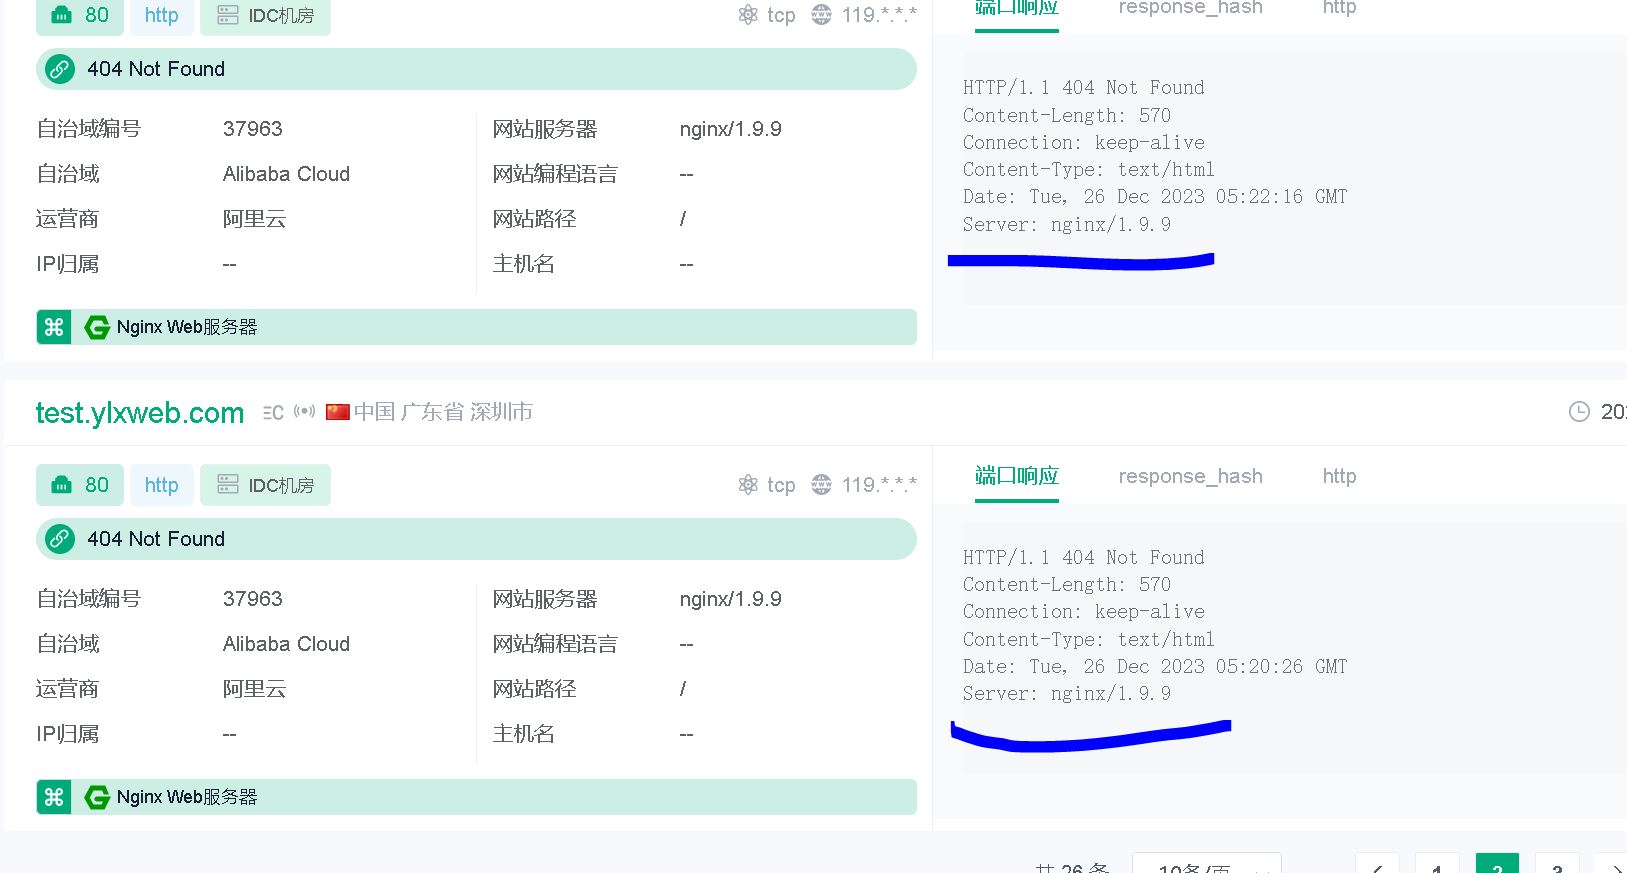 80 http IDC机房 tcp 119.*.*.*
端口响应 response_hash http
404 Not Found
自治域编号 37963 网站服务器 nginx/1.9.9
自治域 Alibaba Cloud 网站编程语言 --
运营商 阿里云 网站路径 /
IP归属 -- 主机名 --
Nginx Web服务器
HTTP/1.1 404 Not Found
Content-Length: 570
Connection: keep-alive
Content-Type: text/html
Date: Tue, 26 Dec 2023 05:22:16 GMT
Server: nginx/1.9.9
test.ylxweb.com 中国 广东省 深圳市
80 http IDC机房 tcp 119.*.*.*
端口响应 response_hash http
404 Not Found
自治域编号 37963 网站服务器 nginx/1.9.9
自治域 Alibaba Cloud 网站编程语言 --
运营商 阿里云 网站路径 /
IP归属 -- 主机名 --
Nginx Web服务器
HTTP/1.1 404 Not Found
Content-Length: 570
Connection: keep-alive
Content-Type: text/html
Date: Tue, 26 Dec 2023 05:20:26 GMT
Server: nginx/1.9.9
共 26 条 10条/页 1 2 3